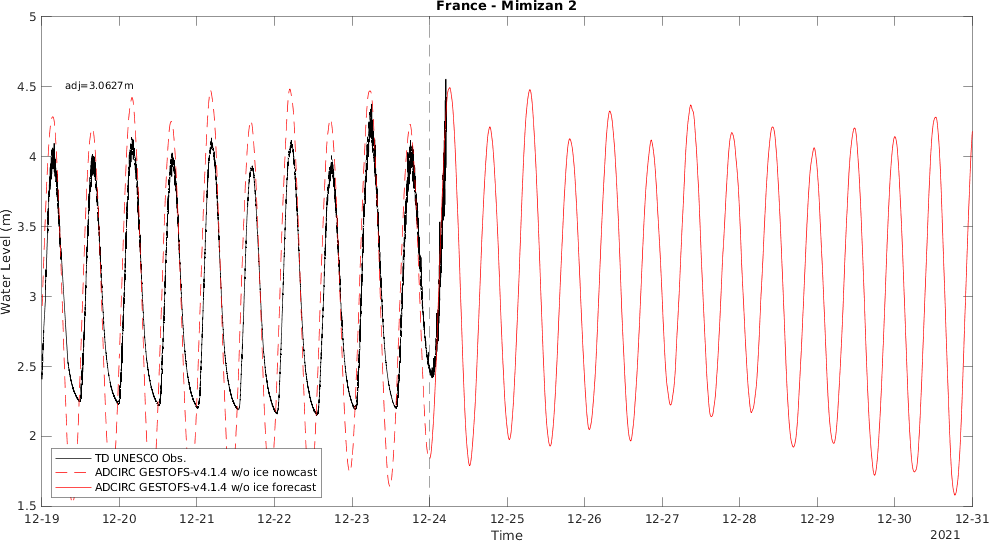 France - Mimizan 2
5
4.5
4
3.5
3
2.5
2
1.5
Water Level (m)
adj=3.0627m
TD UNESCO Obs.
ADCIRC GESTOFS-v4.1.4 w/o ice nowcast
ADCIRC GESTOFS-v4.1.4 w/o ice forecast
12-19 12-20 12-21 12-22 12-23 12-24 12-25 12-26 12-27 12-28 12-29 12-30 12-31
Time
2021